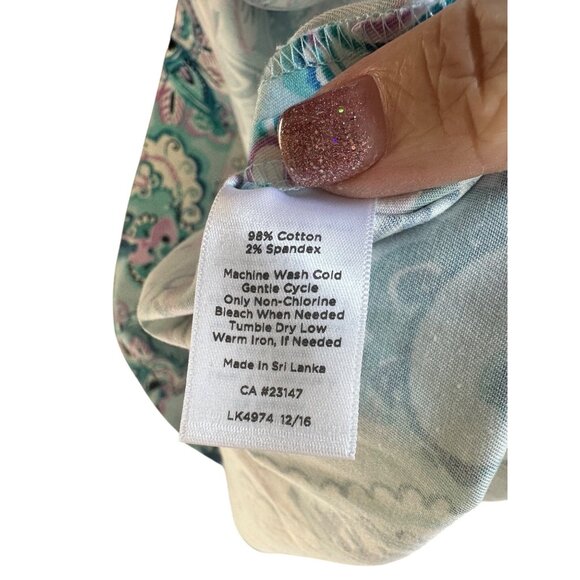 98% Cotton
2% Spandex
Machine Wash Cold
Gentle Cycle
Only Non-Chlorine
Bleach When Needed
Tumble Dry Low
Warm Iron, If Needed
Made in Sri Lanka
CA #23147
LK4974 12/16